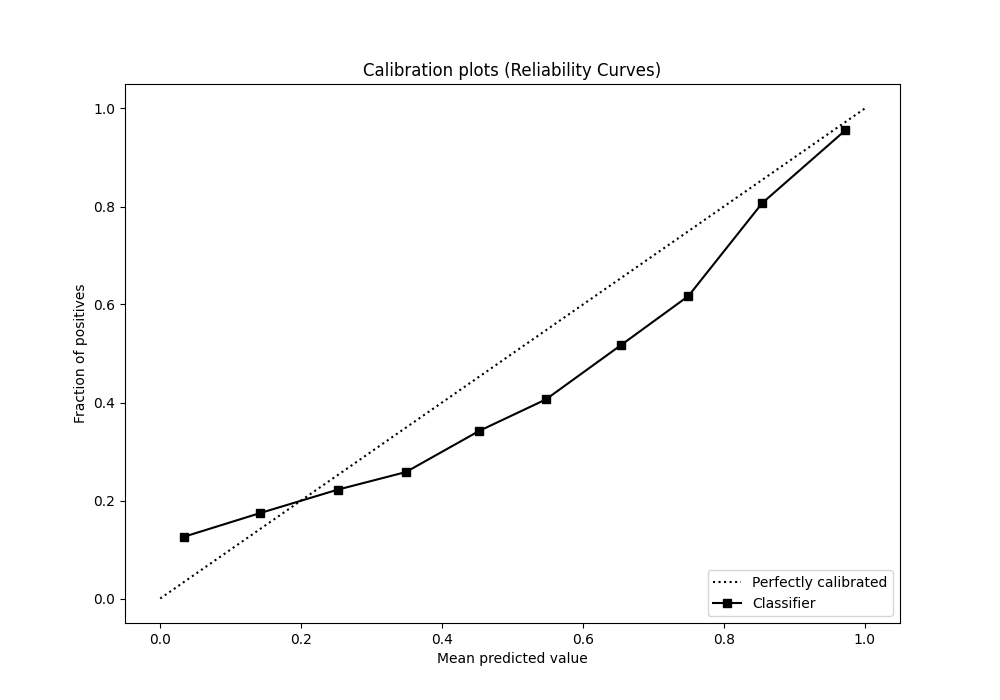 Calibration plots (Reliability Curves)
Fraction of positives
1.0
0.8
0.6
0.4
0.2
0.0
0.0 0.2 0.4 0.6 0.8 1.0
Mean predicted value
Perfectly calibrated
Classifier